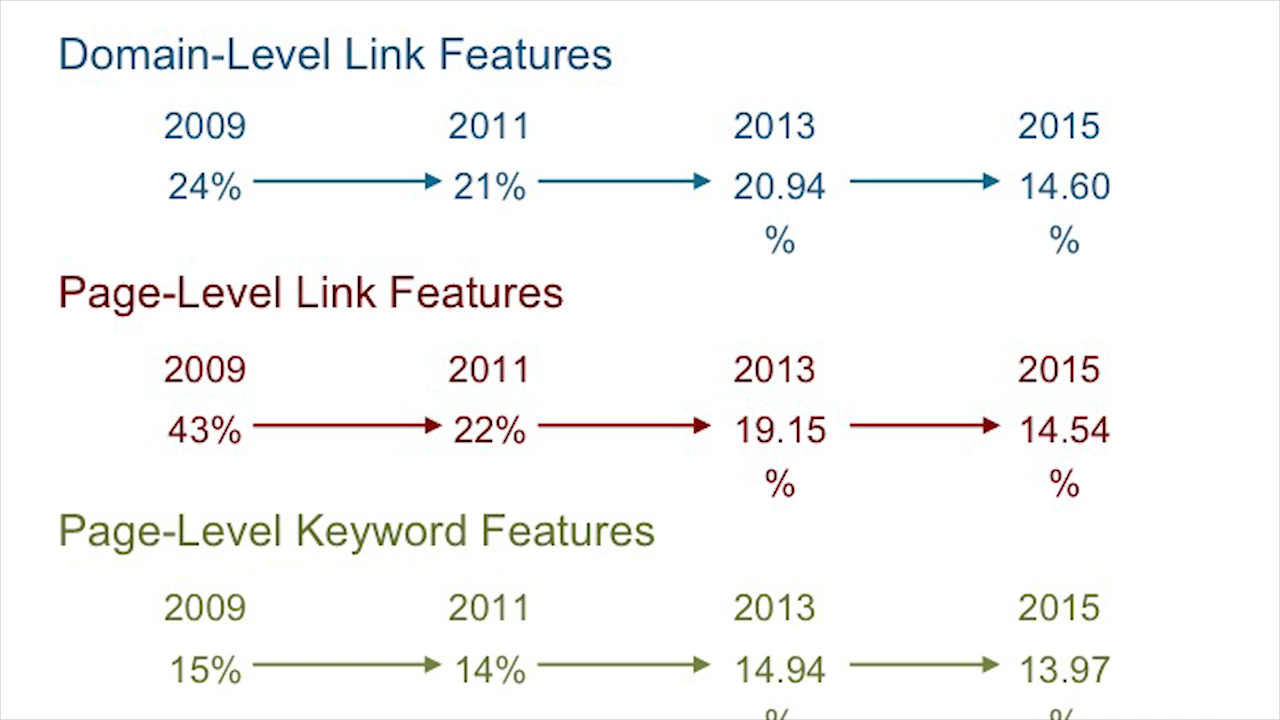 Domain-Level Link Features
2009 2011 2013 2015
24% 21% 20.94 14.60
% %
Page-Level Link Features
2009 2011 2013 2015
43% 22% 19.15 14.54
% %
Page-Level Keyword Features
2009 2011 2013 2015
15% 14% 14.94 13.97
% %